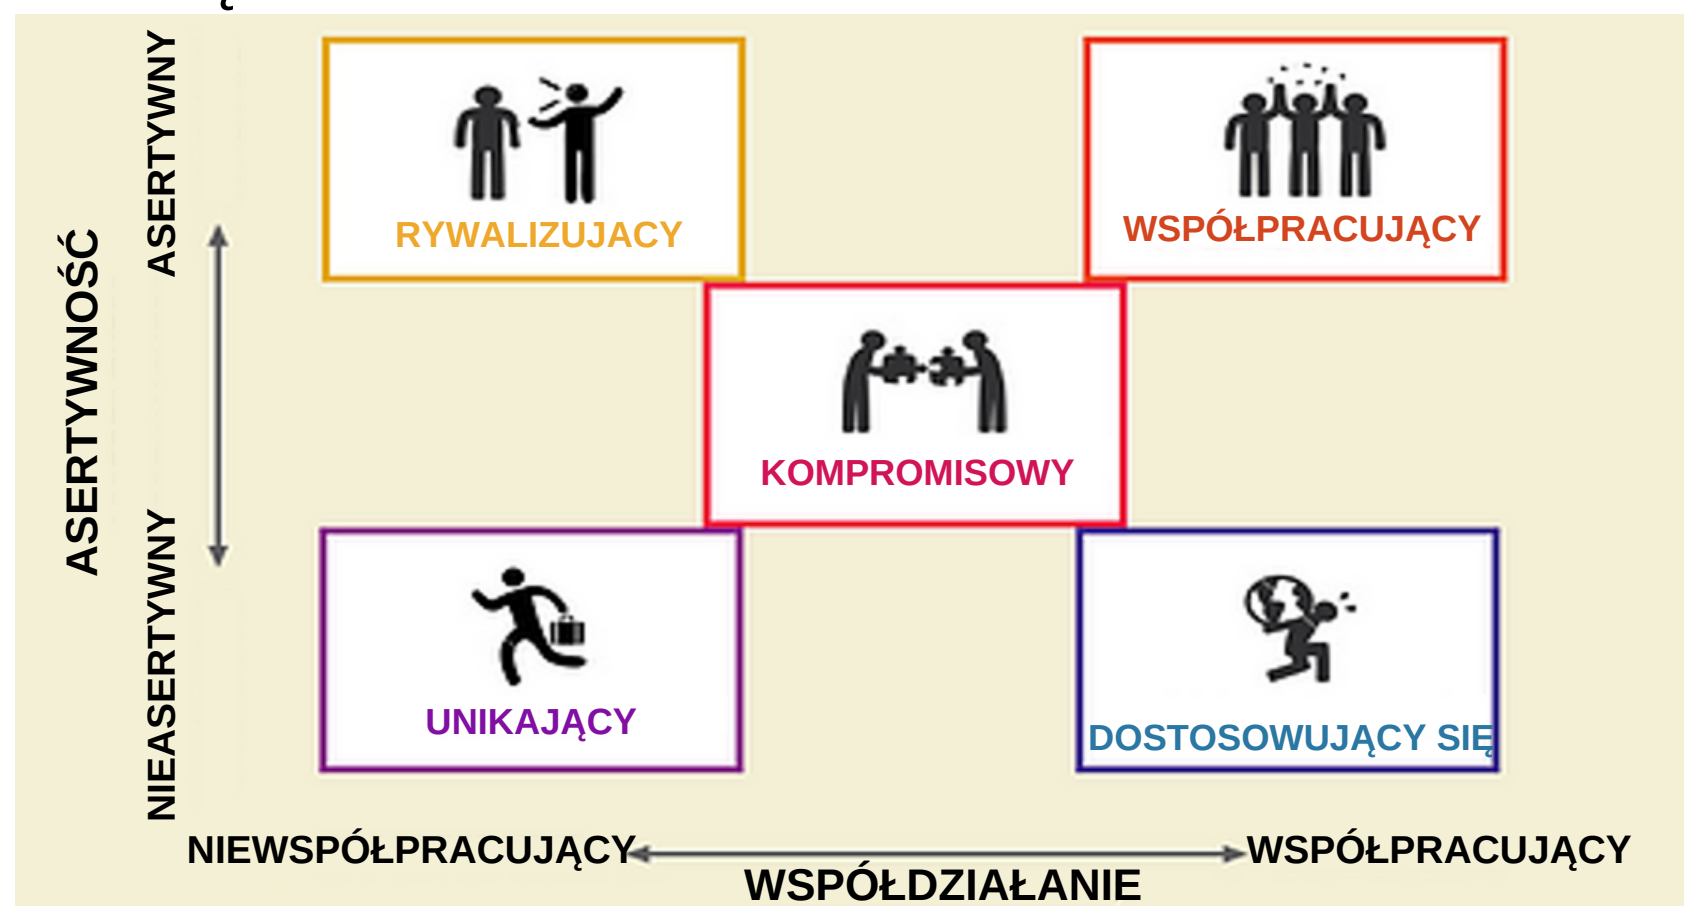 ASERTYWNOŚĆ
ASERTYWNY
NIEASERTYWNY
RYWALIZUJACY
WSPÓŁPRACUJĄCY
KOMPROMISOWY
UNIKAJĄCY
DOSTOSOWUJĄCY SIĘ
NIEWSPÓŁPRACUJĄCY
WSPÓŁPRACUJĄCY
WSPÓŁDZIAŁANIE